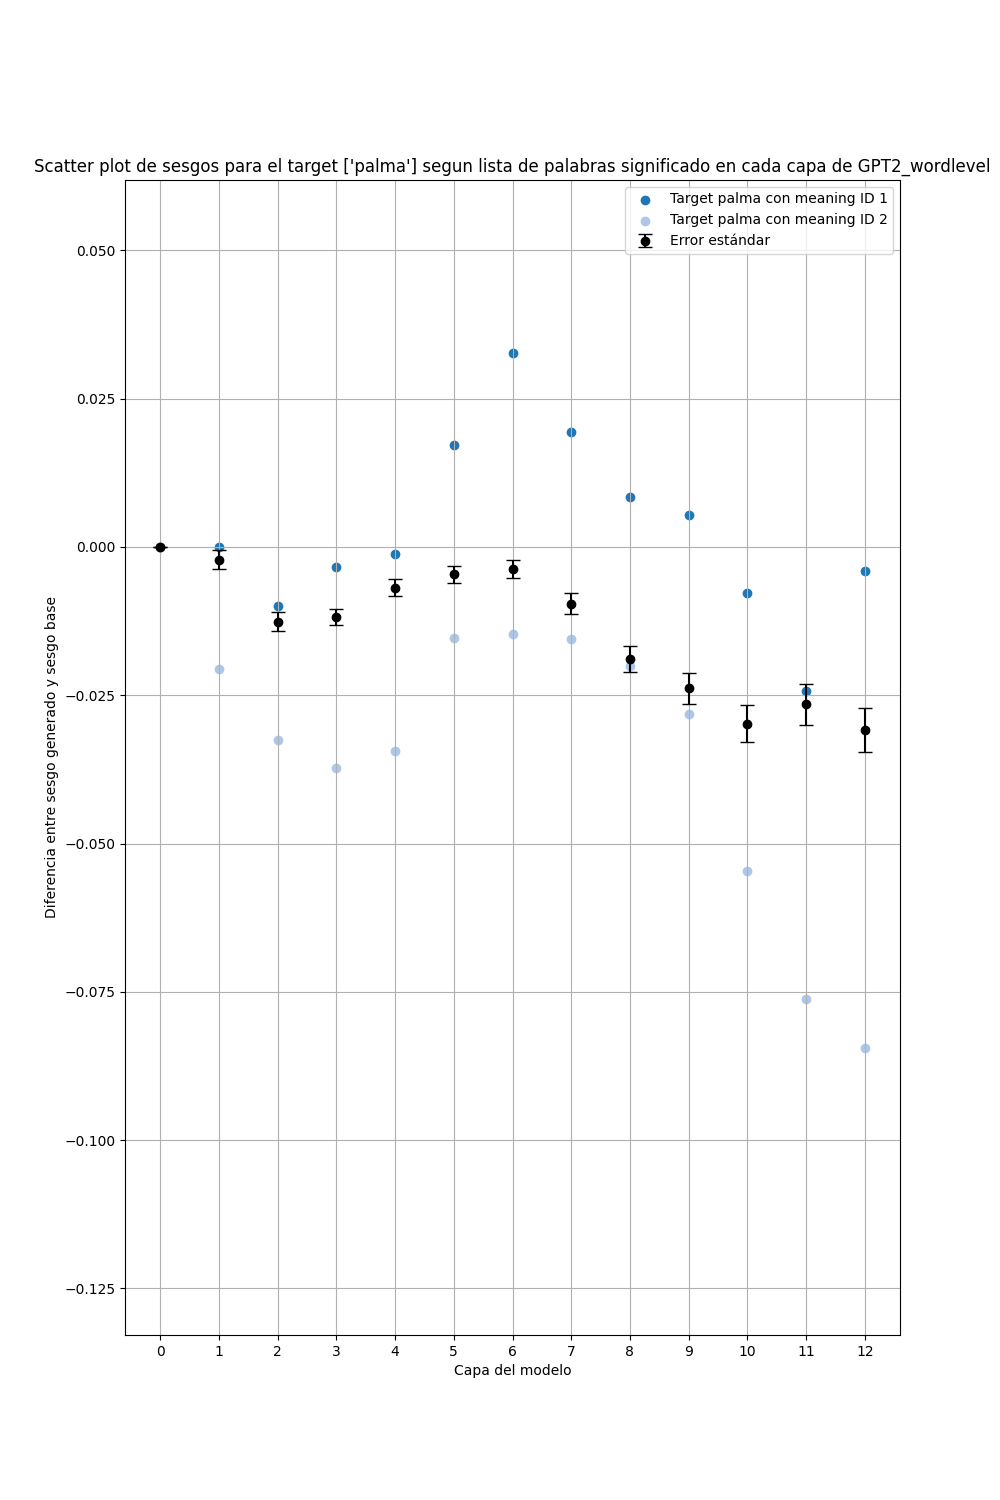 Scatter plot de sesgos para el target ['palma'] segun lista de palabras significado en cada capa de GPT2_wordlevel
Target palma con meaning ID 1
Target palma con meaning ID 2
Error estándar
0.050
0.025
0.000
−0.025
−0.050
−0.075
−0.100
−0.125
Diferencia entre sesgo generado y sesgo base
0 1 2 3 4 5 6 7 8 9 10 11 12
Capa del modelo